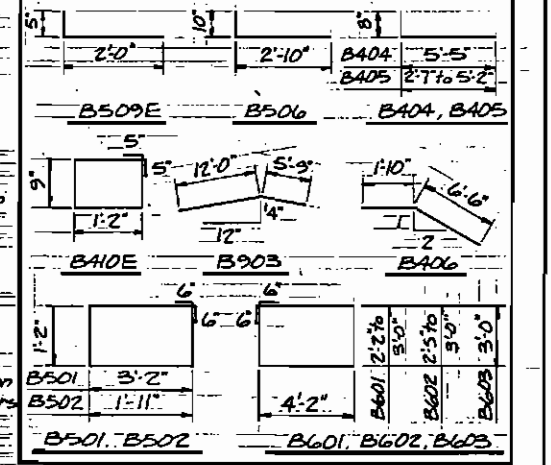 5" 10" 8"
2'-0" 2'-10" B404 5'-5"
B405 2'-7 to 5'-2"
B509E B506 B404, B405
5"
9" 5" 12'-0" 5'-9" 1'-10" 6'-6"
1'-2" 12" 4" 1 2
B410E B903 B406
6" 6"
1'-2" 6" 6" B601 2'-2 to 3'-0" B602 2'-5 to 3'-0" B603 3'-0"
B501 3'-2"
B502 1'-11" 4'-2"
B501, B502 B601, B602, B603